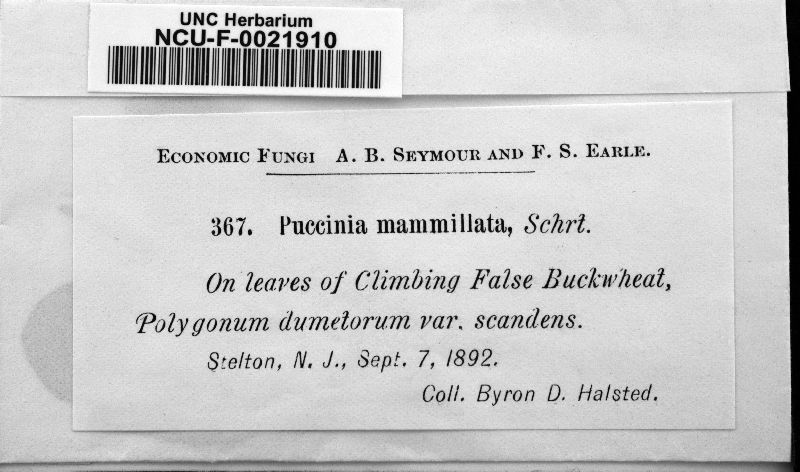 UNC Herbarium
NCU-F-0021910
Economic Fungi A. B. Seymour and F. S. Earle.
367. Puccinia mammillata, Schrt.
On leaves of Climbing False Buckwheat,
Polygonum dumetorum var. scandens.
Stelton, N. J., Sept. 7, 1892.
Coll. Byron D. Halsted.